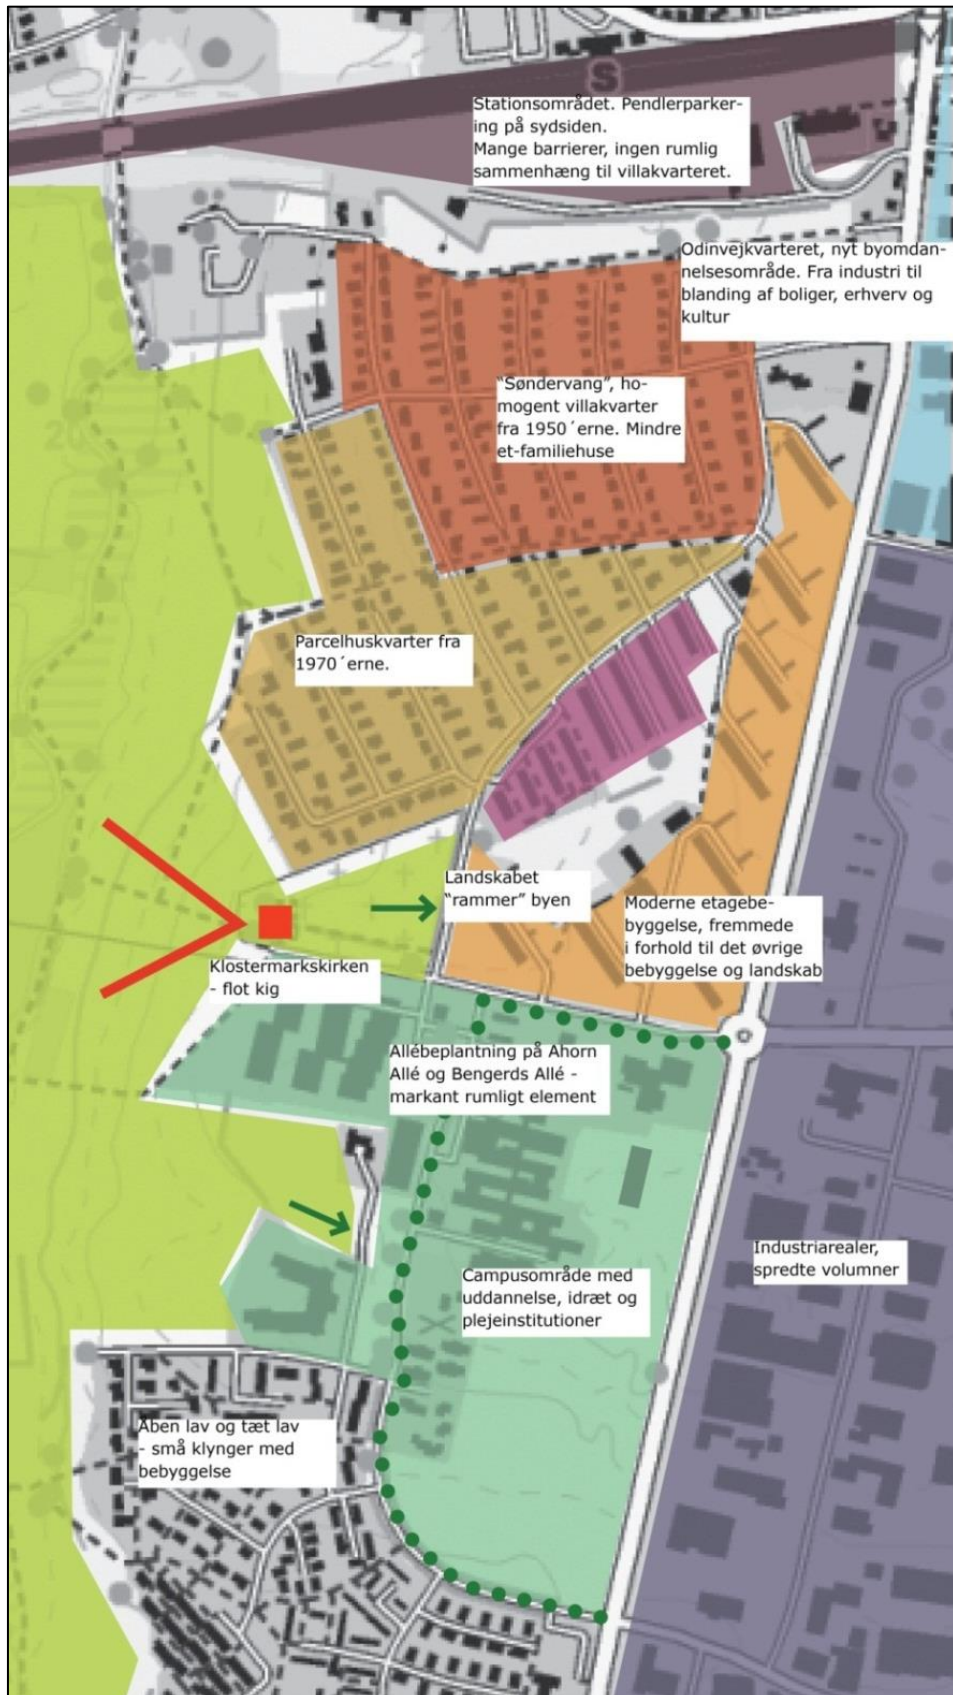 S
Stationsområdet. Pendlerparker-
ing på sydsiden.
Mange barrierer, ingen rumlig
sammenhæng til villakvarteret.
Odinvejkvarteret, nyt byomdan-
nelsesområde. Fra industri til
blanding af boliger, erhverv og
kultur
"Søndervang", ho-
mogent villakvarter
fra 1950´erne. Mindre
et-familiehuse
20
Parcelhuskvarter fra
1970´erne.
Landskabet
"rammer" byen
Moderne etagebe-
byggelse, fremmede
i forhold til det øvrige
bebyggelse og landskab
Klostermarkskirken
- flot kig
Allébeplantning på Ahorn
Allé og Bengerds Allé -
markant rumligt element
Industriarealer,
spredte volumner
Campusområde med
uddannelse, idræt og
plejeinstitutioner
Åben lav og tæt lav
- små klynger med
bebyggelse